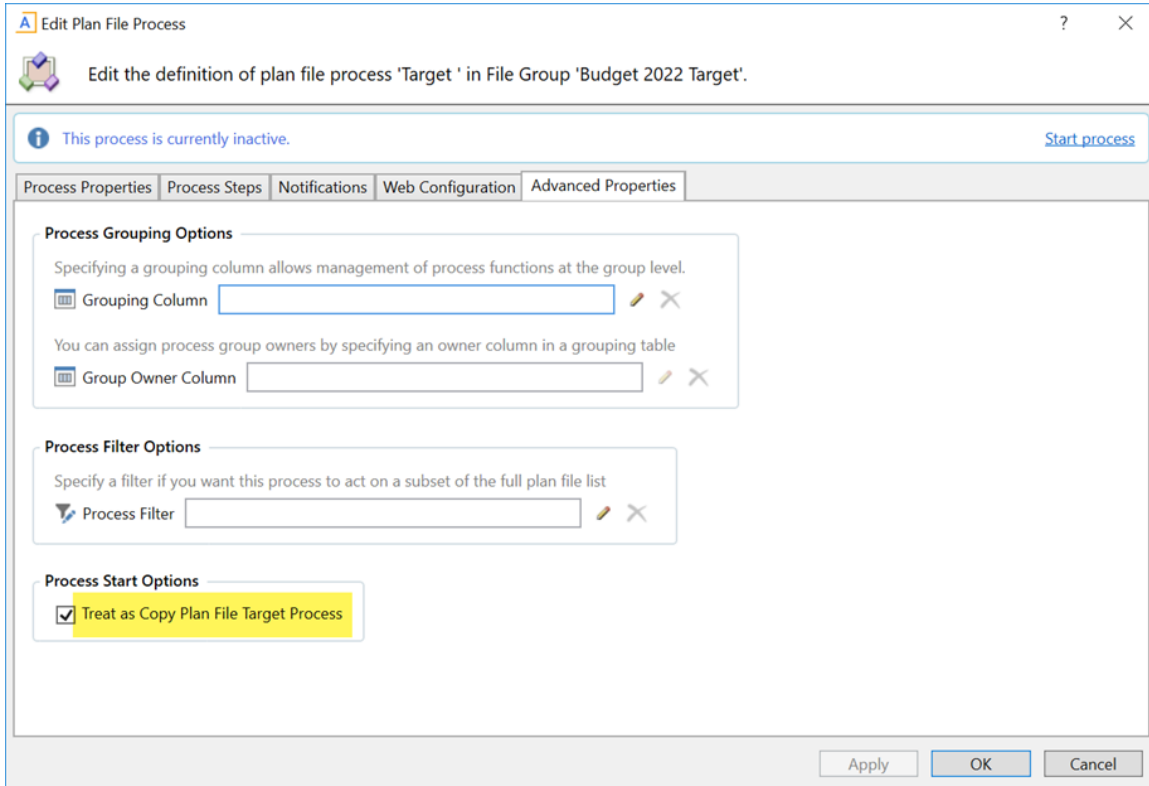 A Edit Plan File Process ?
Edit the definition of plan file process 'Target ' in File Group 'Budget 2022 Target'.
This process is currently inactive. Start process
Process Properties Process Steps Notifications Web Configuration Advanced Properties
Process Grouping Options
Specifying a grouping column allows management of process functions at the group level.
Grouping Column
You can assign process group owners by specifying an owner column in a grouping table
Group Owner Column
Process Filter Options
Specify a filter if you want this process to act on a subset of the full plan file list
Process Filter
Process Start Options
Treat as Copy Plan File Target Process
Apply OK Cancel